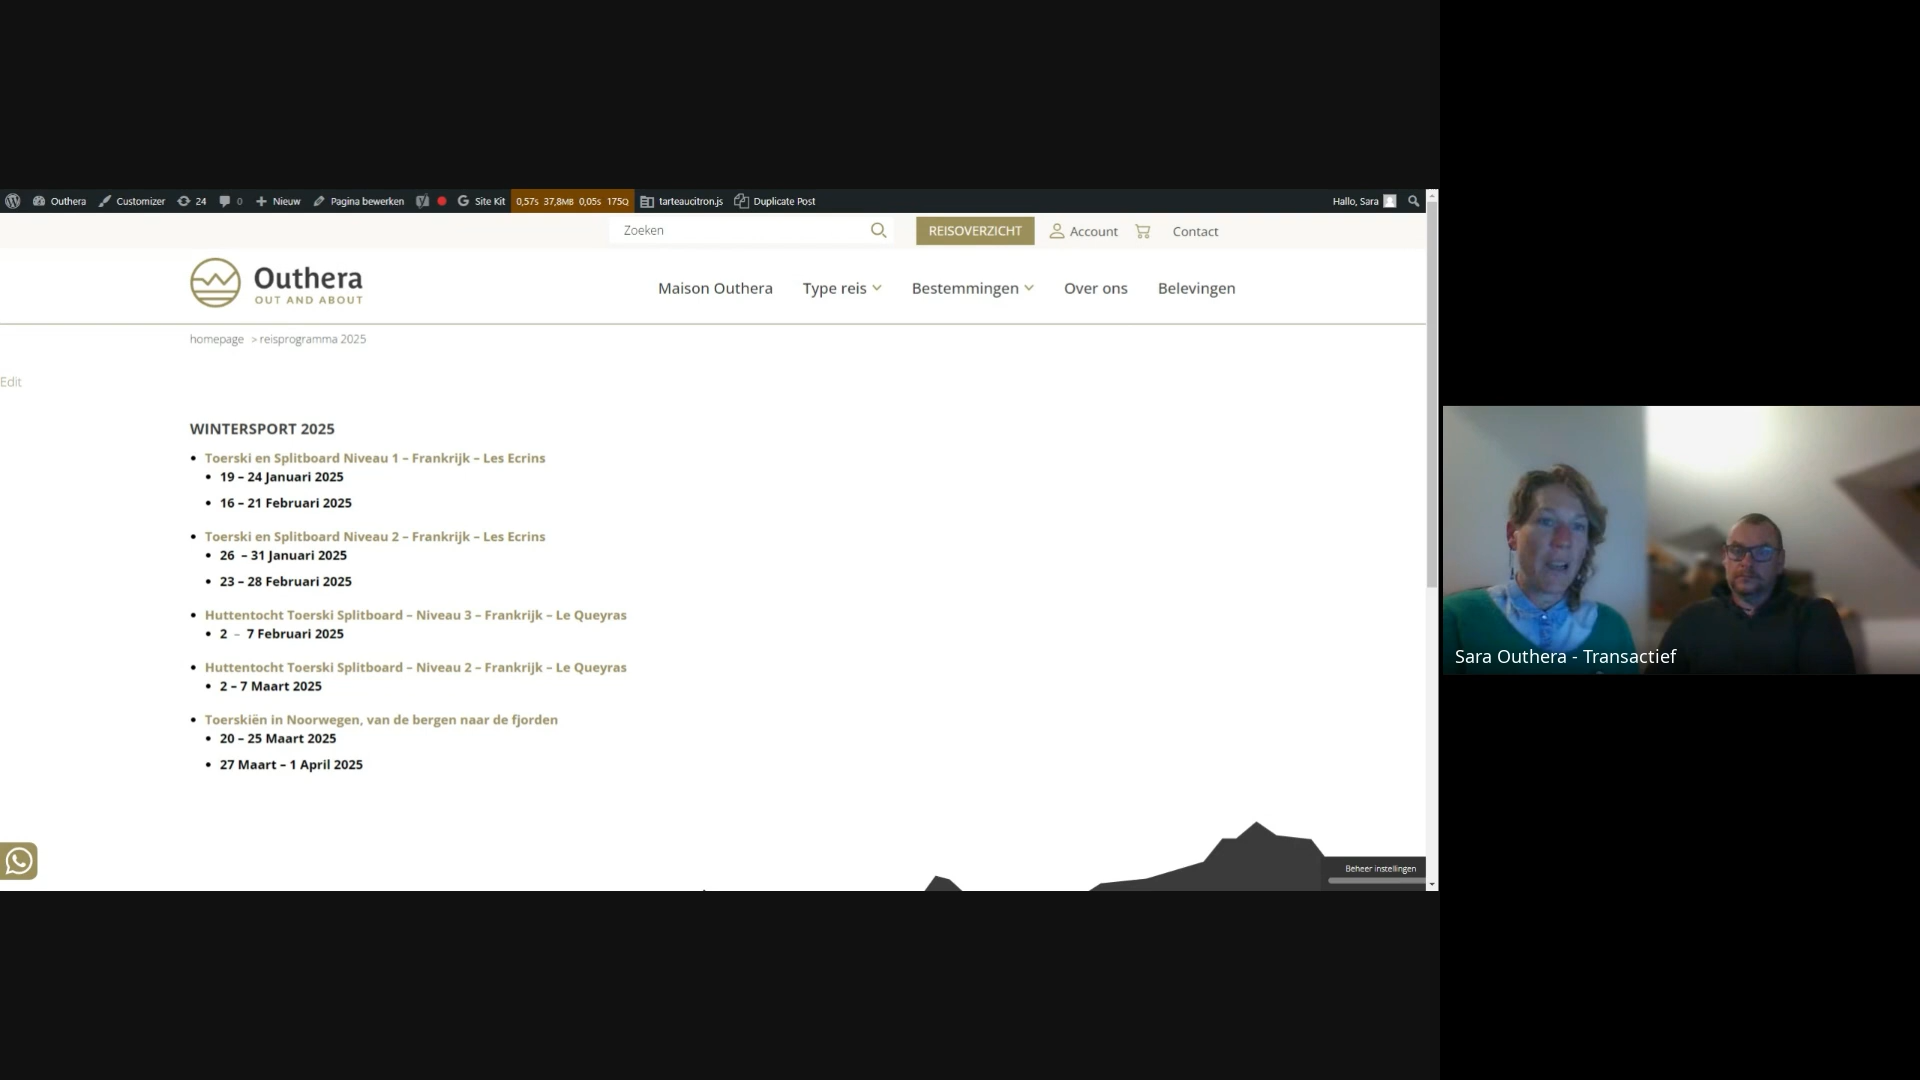 Outhera
Customizer
24
0
Nieuw
Pagina bewerken
Site Kit
0,57s 37,8MB 0,05s 175Q
tarteaucitron.js
Duplicate Post
Hallo, Sara
Zoeken
REISOVERZICHT
Account
Contact
Outhera
OUT AND ABOUT
Maison Outhera
Type reis
Bestemmingen
Over ons
Belevingen
homepage > reisprogramma 2025
Edit
WINTERSPORT 2025
• Toerski en Splitboard Niveau 1 – Frankrijk – Les Ecrins
• 19 – 24 Januari 2025
• 16 – 21 Februari 2025
• Toerski en Splitboard Niveau 2 – Frankrijk – Les Ecrins
• 26 – 31 Januari 2025
• 23 – 28 Februari 2025
• Huttentocht Toerski Splitboard – Niveau 3 – Frankrijk – Le Queyras
• 2 – 7 Februari 2025
• Huttentocht Toerski Splitboard – Niveau 2 – Frankrijk – Le Queyras
• 2 – 7 Maart 2025
• Toerskiën in Noorwegen, van de bergen naar de fjorden
• 20 – 25 Maart 2025
• 27 Maart – 1 April 2025
Beheer instellingen
Sara Outhera - Transactief